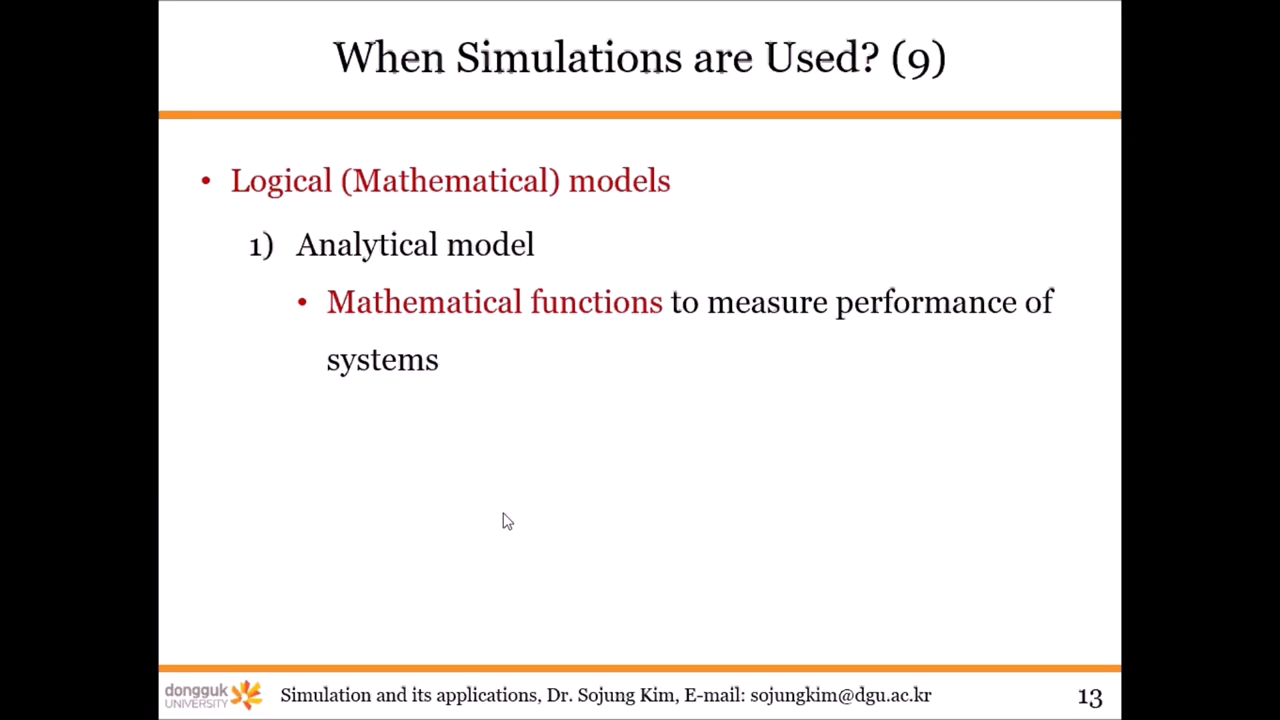 When Simulations are Used? (9)
• Logical (Mathematical) models
1) Analytical model
• Mathematical functions to measure performance of
systems
dongguk
UNIVERSITY
Simulation and its applications, Dr. Sojung Kim, E-mail: sojungkim@dgu.ac.kr
13